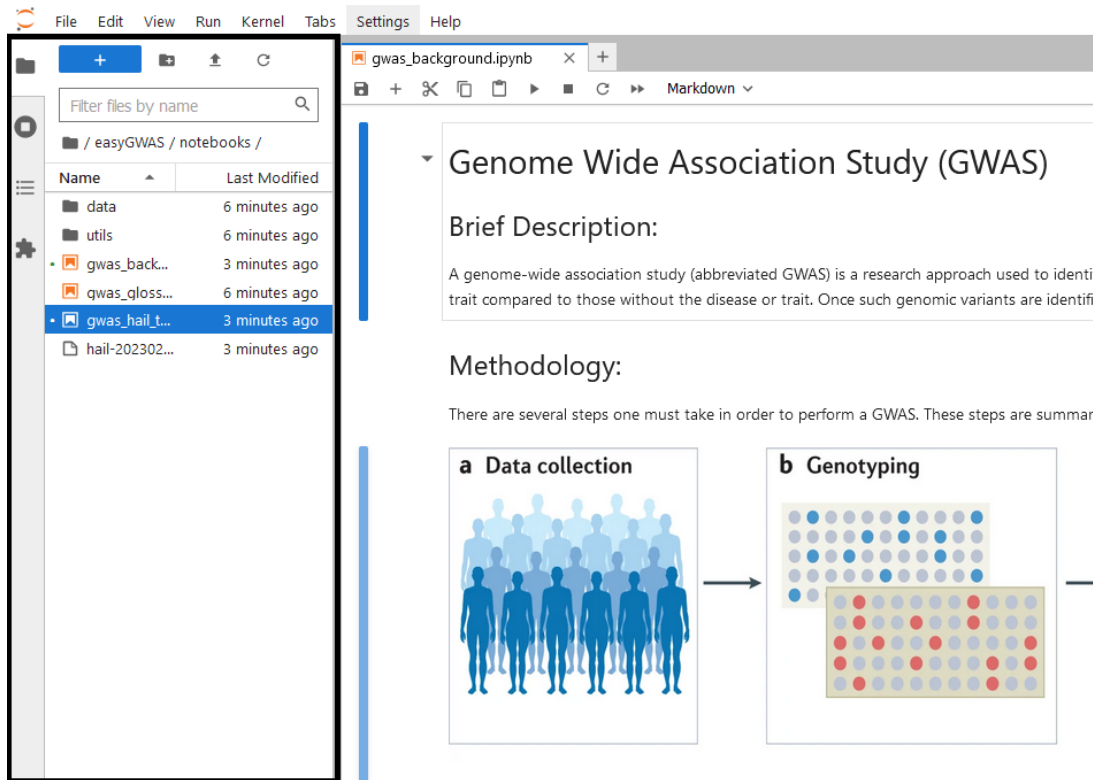 File Edit View Run Kernel Tabs Settings Help
+
Filter files by name
/ easyGWAS / notebooks /
Name Last Modified
data 6 minutes ago
utils 6 minutes ago
gwas_back... 3 minutes ago
gwas_gloss... 6 minutes ago
gwas_hail_t... 3 minutes ago
hail-202302... 3 minutes ago
gwas_background.ipynb
Markdown
Genome Wide Association Study (GWAS)
Brief Description:
A genome-wide association study (abbreviated GWAS) is a research approach used to identi
trait compared to those without the disease or trait. Once such genomic variants are identifi
Methodology:
There are several steps one must take in order to perform a GWAS. These steps are summar
a Data collection
b Genotyping